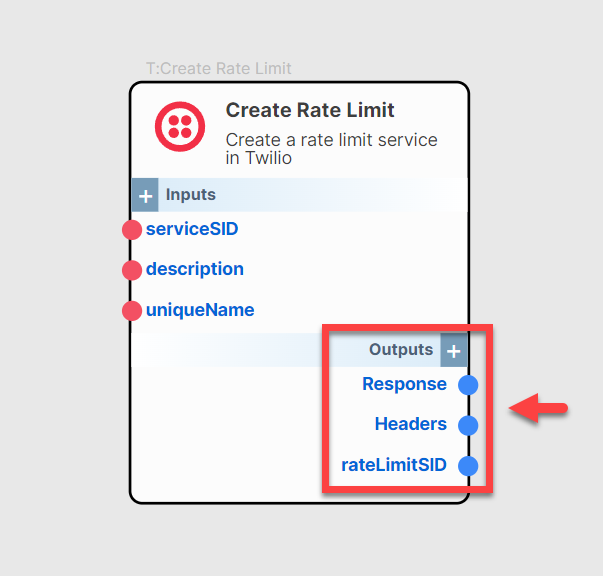 T:Create Rate Limit
Create Rate Limit
Create a rate limit service
in Twilio
+ Inputs
serviceSID
description
uniqueName
Outputs +
Response
Headers
rateLimitSID